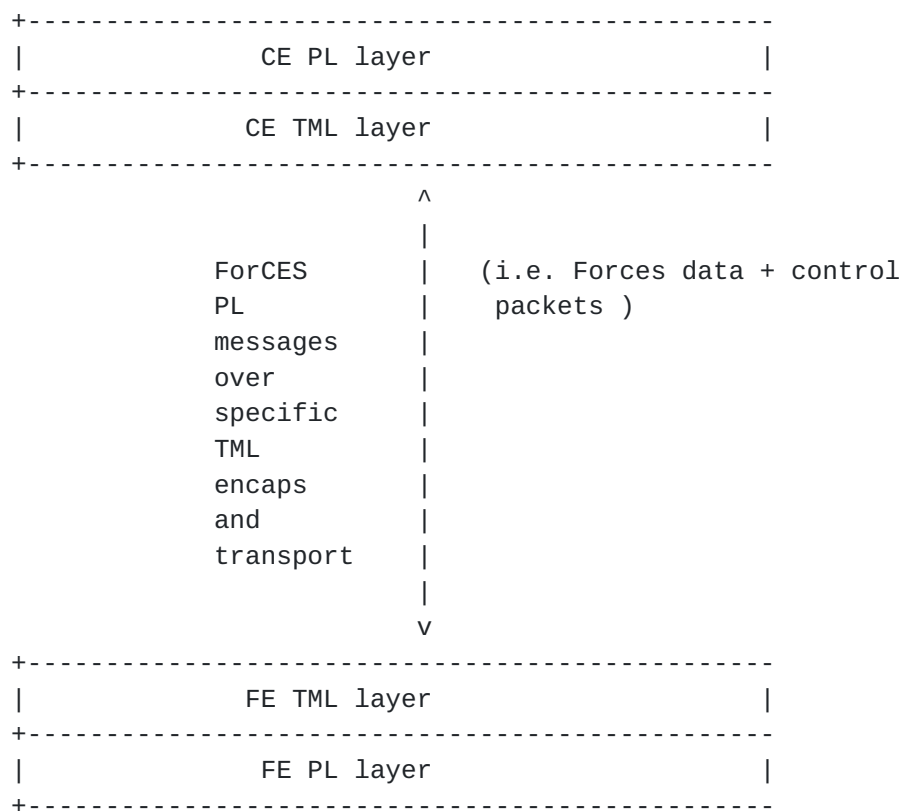 +------------------------------------------------
|               CE PL layer                     |
+------------------------------------------------
|              CE TML layer                     |
+------------------------------------------------
                          ^
                          |
             ForCES       |   (i.e. Forces data + control
             PL           |    packets )
             messages     |
             over         |
             specific     |
             TML          |
             encaps       |
             and          |
             transport    |
                          |
                          v
+------------------------------------------------
|              FE TML layer                     |
+------------------------------------------------
|               FE PL layer                     |
+------------------------------------------------